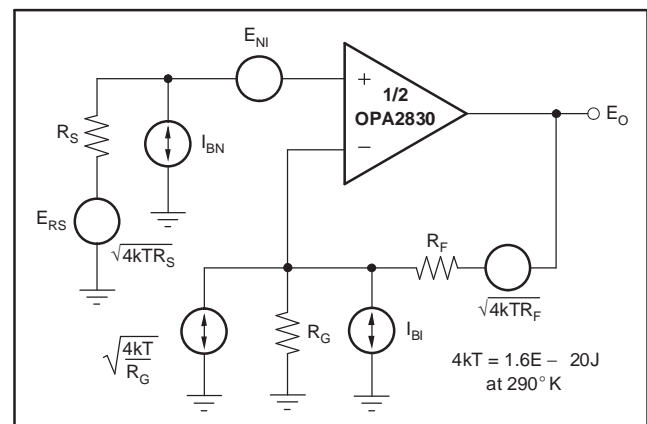 E_NI
+
1/2
OPA2830
−
E_O
R_S
I_BN
E_RS
√4kTR_S
R_F
√4kTR_F
√4kT/R_G
R_G
I_BI
4kT = 1.6E − 20J
at 290°K